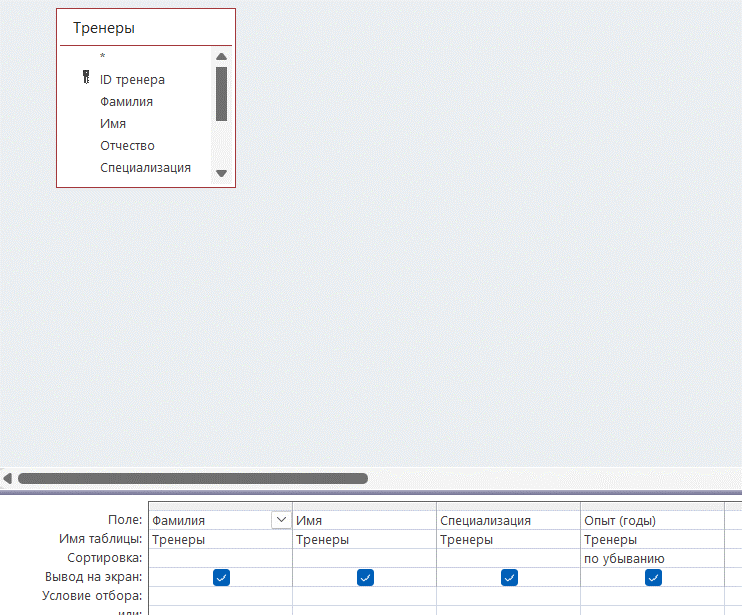 Тренеры
*
ID тренера
Фамилия
Имя
Отчество
Специализация
Поле: Фамилия Имя Специализация Опыт (годы)
Имя таблицы: Тренеры Тренеры Тренеры Тренеры
Сортировка: по убыванию
Вывод на экран:
Условие отбора:
или: